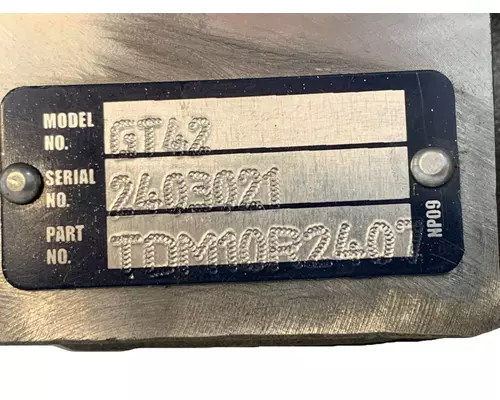 MODEL NO. GT42
SERIAL NO. 2403021
PART NO. TDM10R2407
NP09